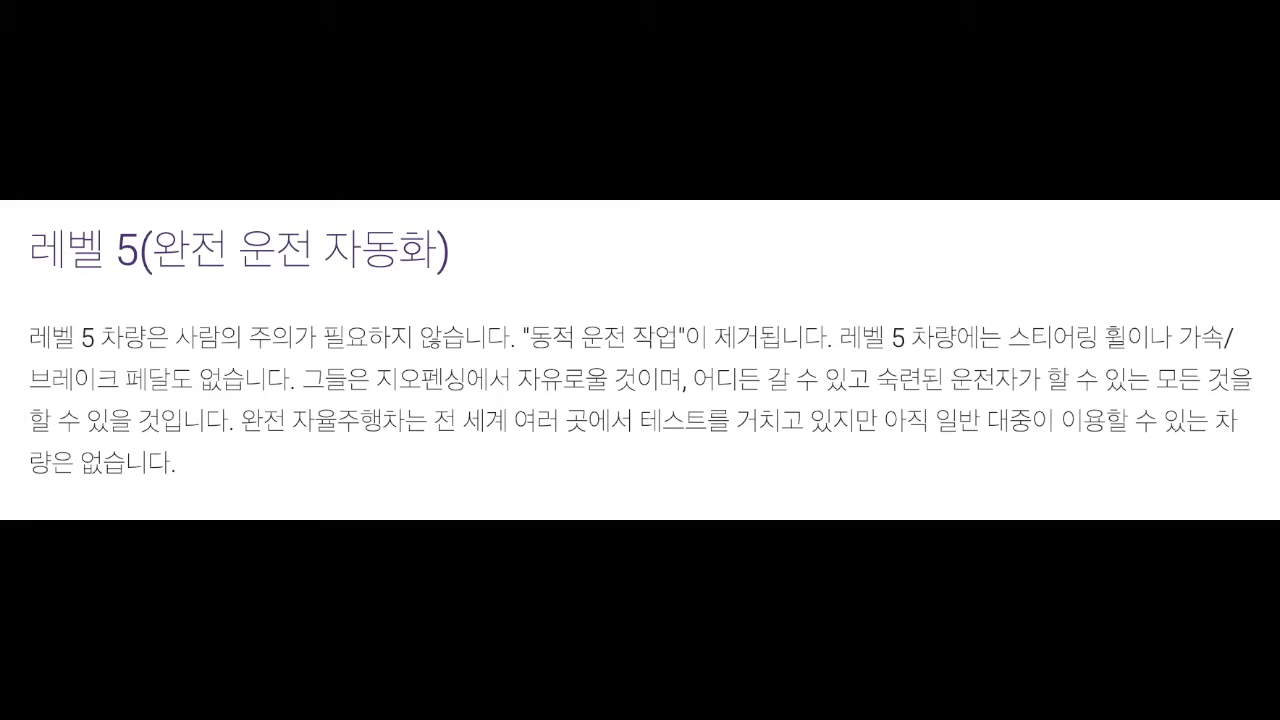 레벨 5(완전 운전 자동화)
레벨 5 차량은 사람의 주의가 필요하지 않습니다. "동적 운전 작업"이 제거됩니다. 레벨 5 차량에는 스티어링 휠이나 가속/
브레이크 페달도 없습니다. 그들은 지오펜싱에서 자유로울 것이며, 어디든 갈 수 있고 숙련된 운전자가 할 수 있는 모든 것을
할 수 있을 것입니다. 완전 자율주행차는 전 세계 여러 곳에서 테스트를 거치고 있지만 아직 일반 대중이 이용할 수 있는 차
량은 없습니다.